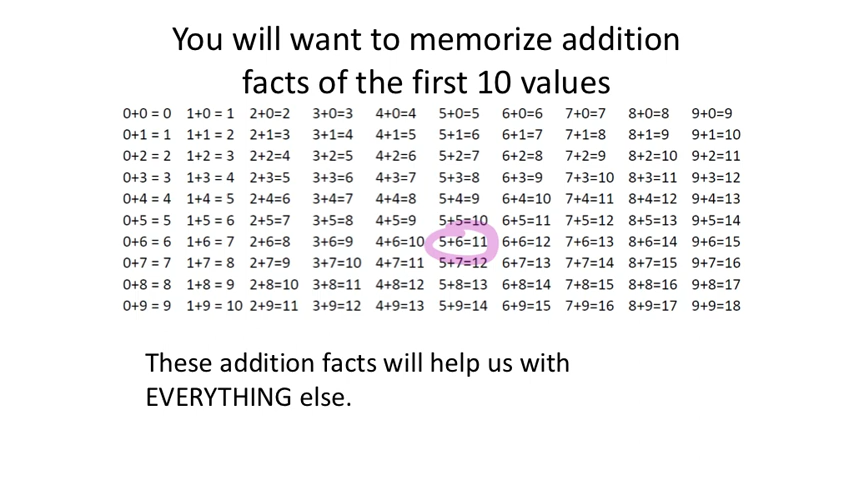 You will want to memorize addition
facts of the first 10 values
0+0 = 0 1+0 = 1 2+0=2 3+0=3 4+0=4 5+0=5 6+0=6 7+0=7 8+0=8 9+0=9
0+1 = 1 1+1 = 2 2+1=3 3+1=4 4+1=5 5+1=6 6+1=7 7+1=8 8+1=9 9+1=10
0+2 = 2 1+2 = 3 2+2=4 3+2=5 4+2=6 5+2=7 6+2=8 7+2=9 8+2=10 9+2=11
0+3 = 3 1+3 = 4 2+3=5 3+3=6 4+3=7 5+3=8 6+3=9 7+3=10 8+3=11 9+3=12
0+4 = 4 1+4 = 5 2+4=6 3+4=7 4+4=8 5+4=9 6+4=10 7+4=11 8+4=12 9+4=13
0+5 = 5 1+5 = 6 2+5=7 3+5=8 4+5=9 5+5=10 6+5=11 7+5=12 8+5=13 9+5=14
0+6 = 6 1+6 = 7 2+6=8 3+6=9 4+6=10 5+6=11 6+6=12 7+6=13 8+6=14 9+6=15
0+7 = 7 1+7 = 8 2+7=9 3+7=10 4+7=11 5+7=12 6+7=13 7+7=14 8+7=15 9+7=16
0+8 = 8 1+8 = 9 2+8=10 3+8=11 4+8=12 5+8=13 6+8=14 7+8=15 8+8=16 9+8=17
0+9 = 9 1+9 = 10 2+9=11 3+9=12 4+9=13 5+9=14 6+9=15 7+9=16 8+9=17 9+9=18
These addition facts will help us with
EVERYTHING else.